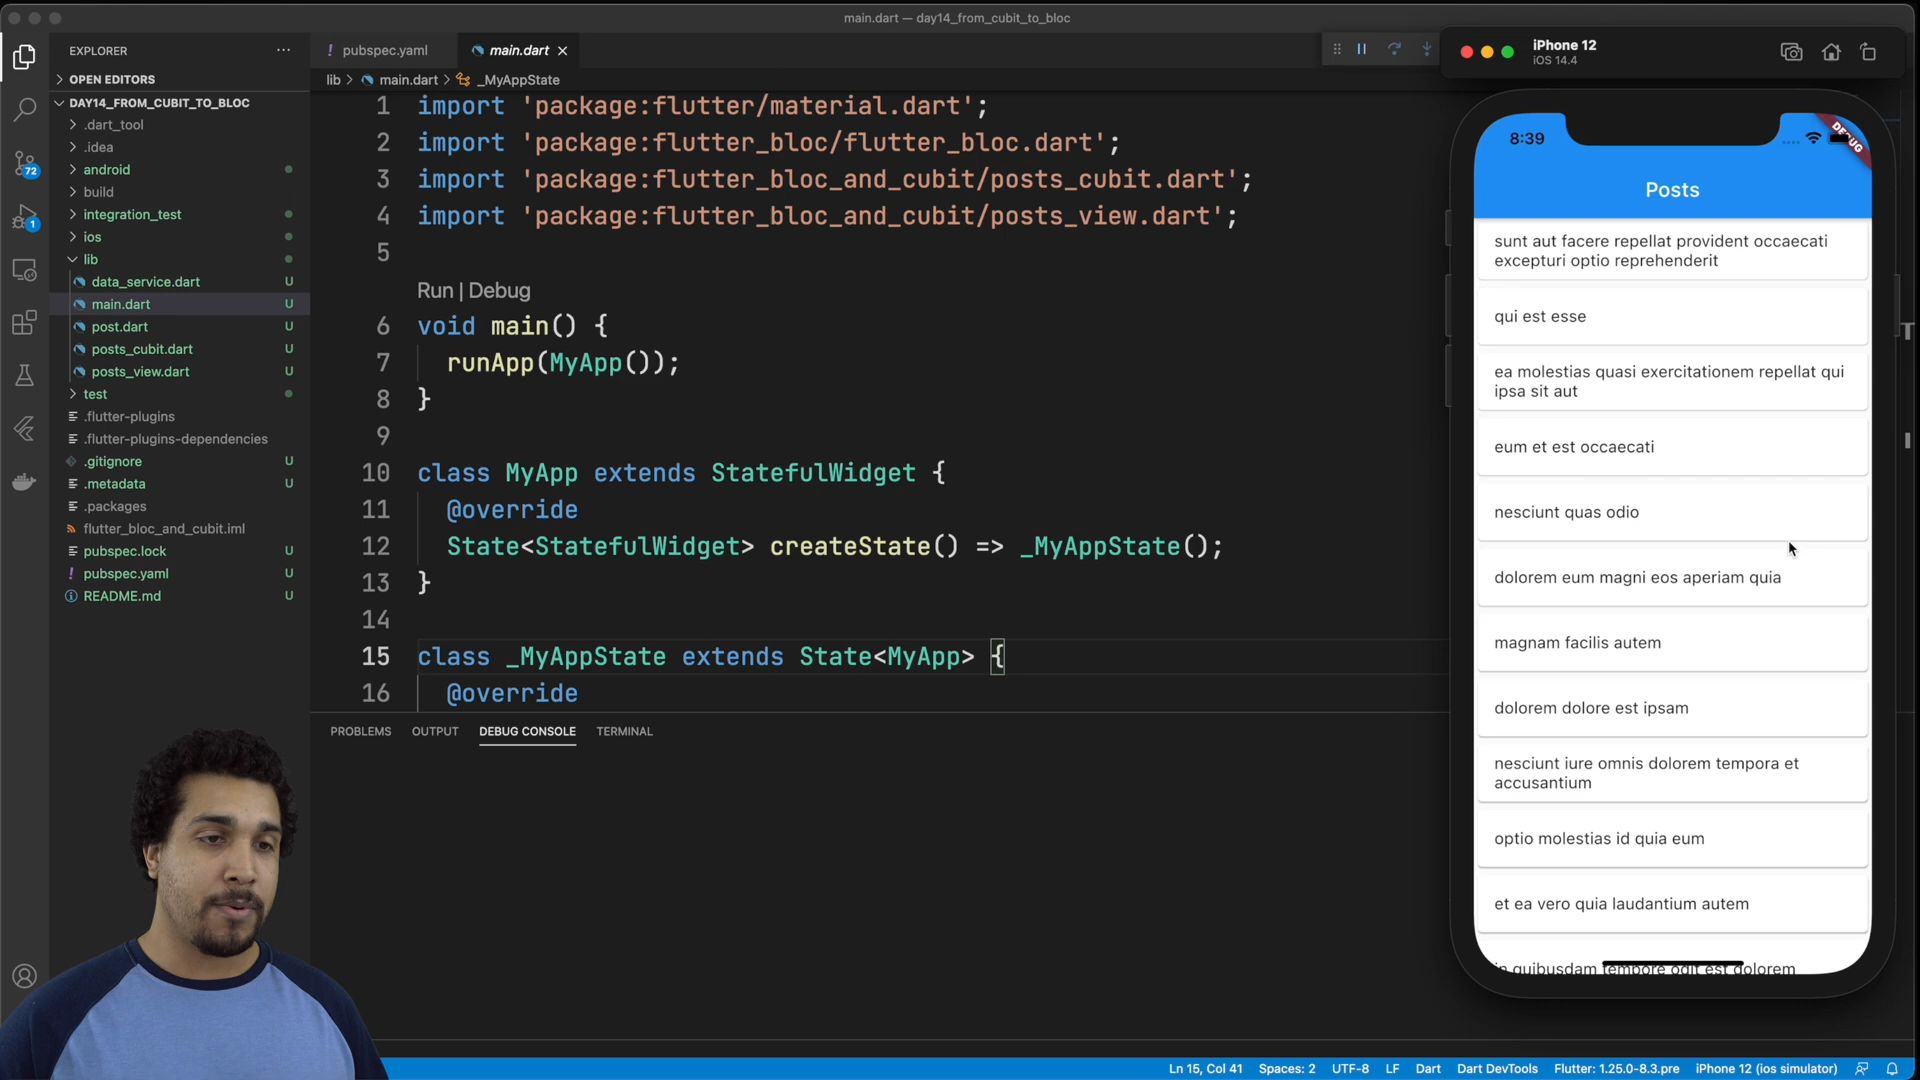 main.dart — day14_from_cubit_to_bloc
EXPLORER
OPEN EDITORS
DAY14_FROM_CUBIT_TO_BLOC
.dart_tool
.idea
android
build
integration_test
ios
lib
data_service.dart U
main.dart U
post.dart U
posts_cubit.dart U
posts_view.dart U
test
.flutter-plugins
.flutter-plugins-dependencies
.gitignore U
.metadata U
.packages
flutter_bloc_and_cubit.iml
pubspec.lock U
! pubspec.yaml U
README.md U
72
1
! pubspec.yaml
main.dart
lib > main.dart > _MyAppState
1 import 'package:flutter/material.dart';
2 import 'package:flutter_bloc/flutter_bloc.dart';
3 import 'package:flutter_bloc_and_cubit/posts_cubit.dart';
4 import 'package:flutter_bloc_and_cubit/posts_view.dart';
5
Run | Debug
6 void main() {
7 runApp(MyApp());
8 }
9
10 class MyApp extends StatefulWidget {
11 @override
12 State<StatefulWidget> createState() => _MyAppState();
13 }
14
15 class _MyAppState extends State<MyApp> {
16 @override
PROBLEMS OUTPUT DEBUG CONSOLE TERMINAL
iPhone 12
iOS 14.4
8:39
DEBUG
Posts
sunt aut facere repellat provident occaecati
excepturi optio reprehenderit
qui est esse
ea molestias quasi exercitationem repellat qui
ipsa sit aut
eum et est occaecati
nesciunt quas odio
dolorem eum magni eos aperiam quia
magnam facilis autem
dolorem dolore est ipsam
nesciunt iure omnis dolorem tempora et
accusantium
optio molestias id quia eum
et ea vero quia laudantium autem
in quibusdam tempore odit est dolorem
Ln 15, Col 41 Spaces: 2 UTF-8 LF Dart Dart DevTools Flutter: 1.25.0-8.3.pre iPhone 12 (ios simulator)